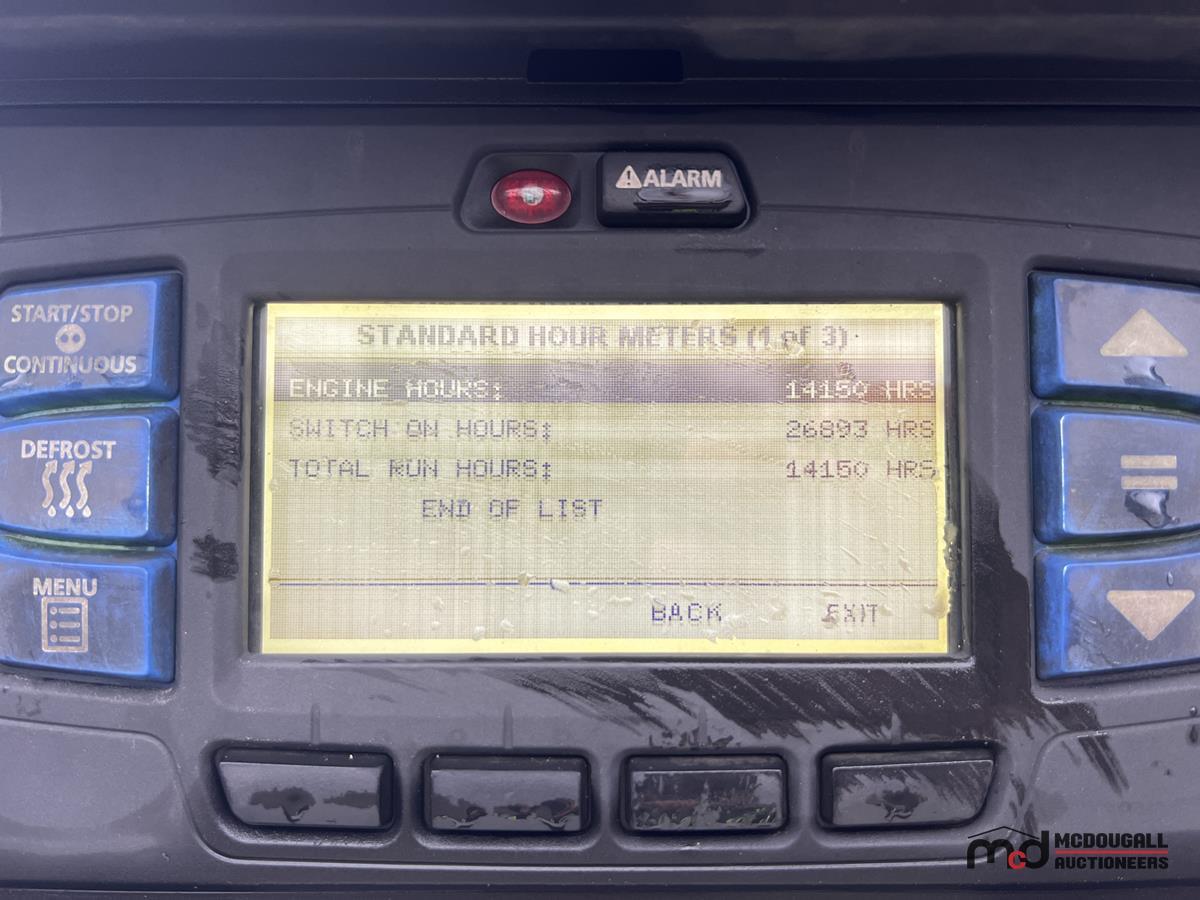 ALARM
START/STOP
CONTINUOUS
DEFROST
MENU
STANDARD HOUR METERS (1 of 3)
ENGINE HOURS: 14150 HRS
SWITCH ON HOURS: 26893 HRS
TOTAL RUN HOURS: 14150 HRS
END OF LIST
BACK EXIT
mcd MCDOUGALL
AUCTIONEERS